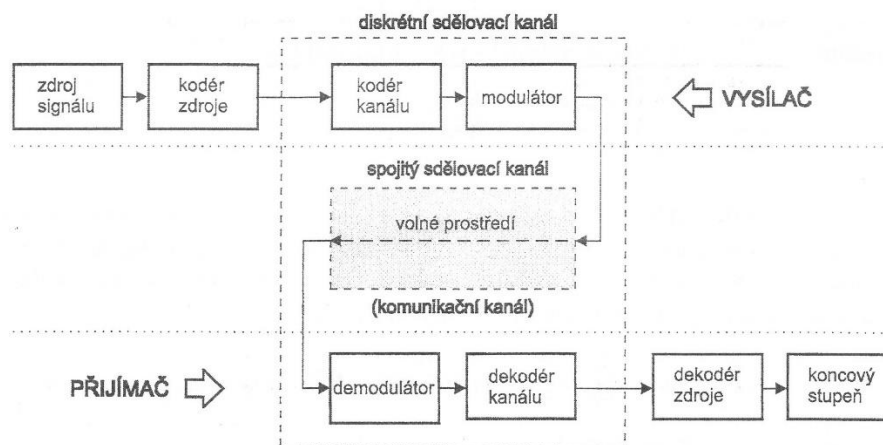 diskrétní sdělovací kanál
zdroj
signálu
kodér
zdroje
kodér
kanálu
modulátor
VYSÍLAČ
spojitý sdělovací kanál
volné prostředí
(komunikační kanál)
PŘIJÍMAČ
demodulátor
dekodér
kanálu
dekodér
zdroje
koncový
stupeň